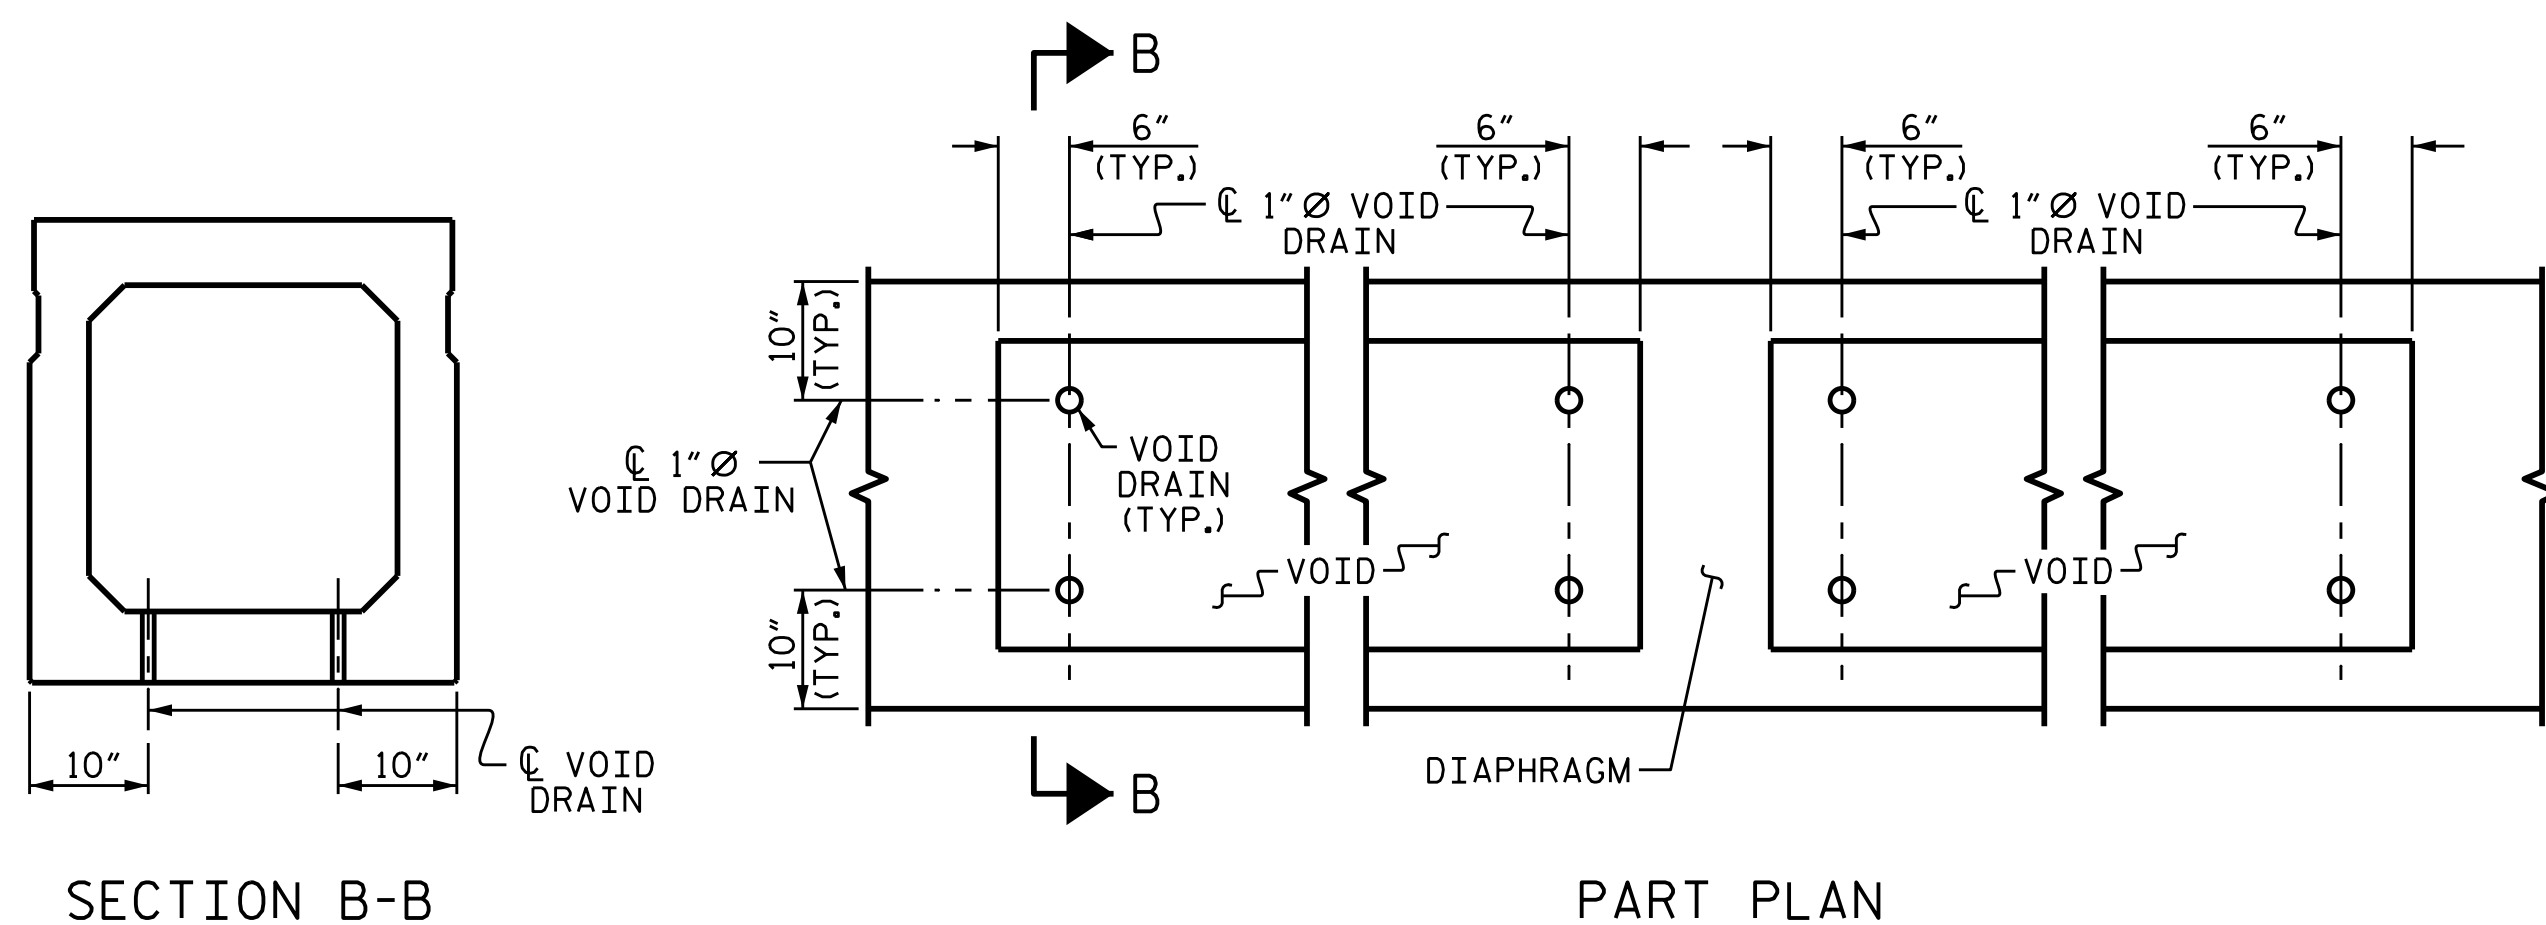 B
6" 6" 6" 6"
(TYP.) (TYP.) (TYP.) (TYP.)
℄ 1"Ø VOID ℄ 1"Ø VOID
DRAIN DRAIN
10"
(TYP.)
℄ 1"Ø
VOID DRAIN
VOID
DRAIN
(TYP.)
VOID VOID
10"
(TYP.)
DIAPHRAGM
10" 10"
℄ VOID
DRAIN
B
SECTION B-B
PART PLAN